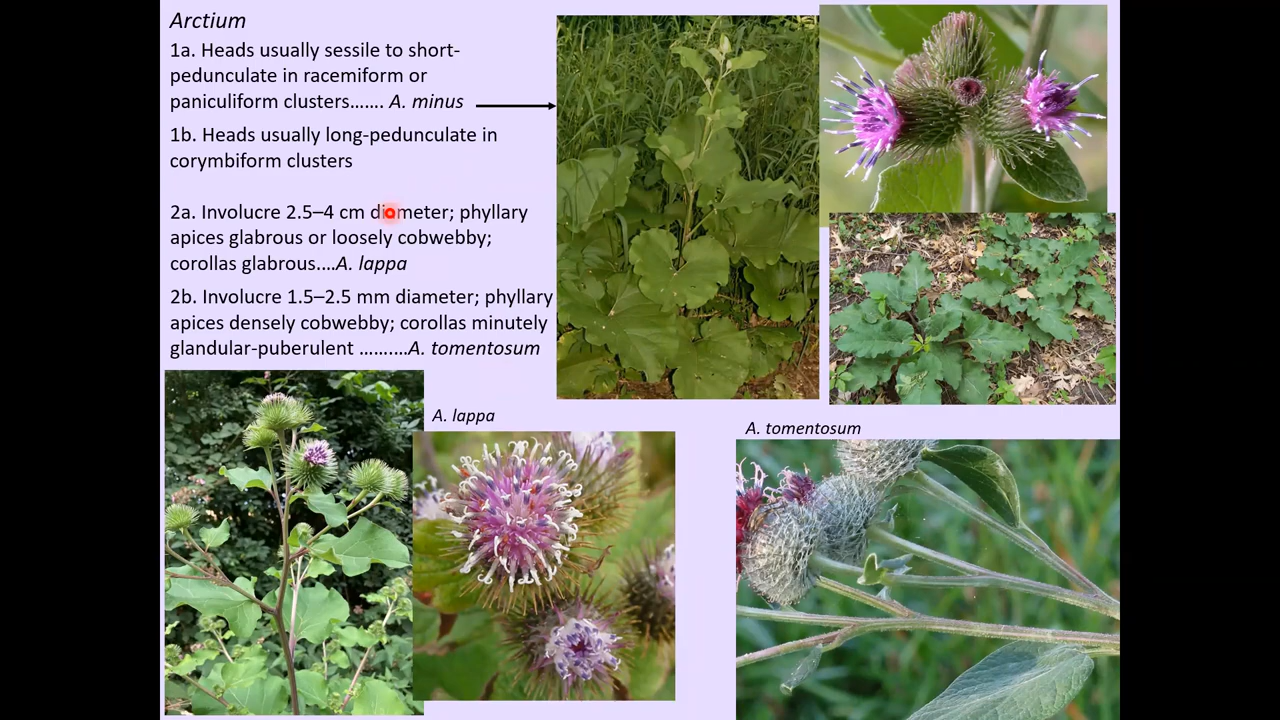 Arctium
1a. Heads usually sessile to short-
pedunculate in racemiform or
paniculiform clusters……. A. minus
1b. Heads usually long-pedunculate in
corymbiform clusters
2a. Involucre 2.5–4 cm diameter; phyllary
apices glabrous or loosely cobwebby;
corollas glabrous....A. lappa
2b. Involucre 1.5–2.5 mm diameter; phyllary
apices densely cobwebby; corollas minutely
glandular-puberulent ……....A. tomentosum
A. lappa
A. tomentosum